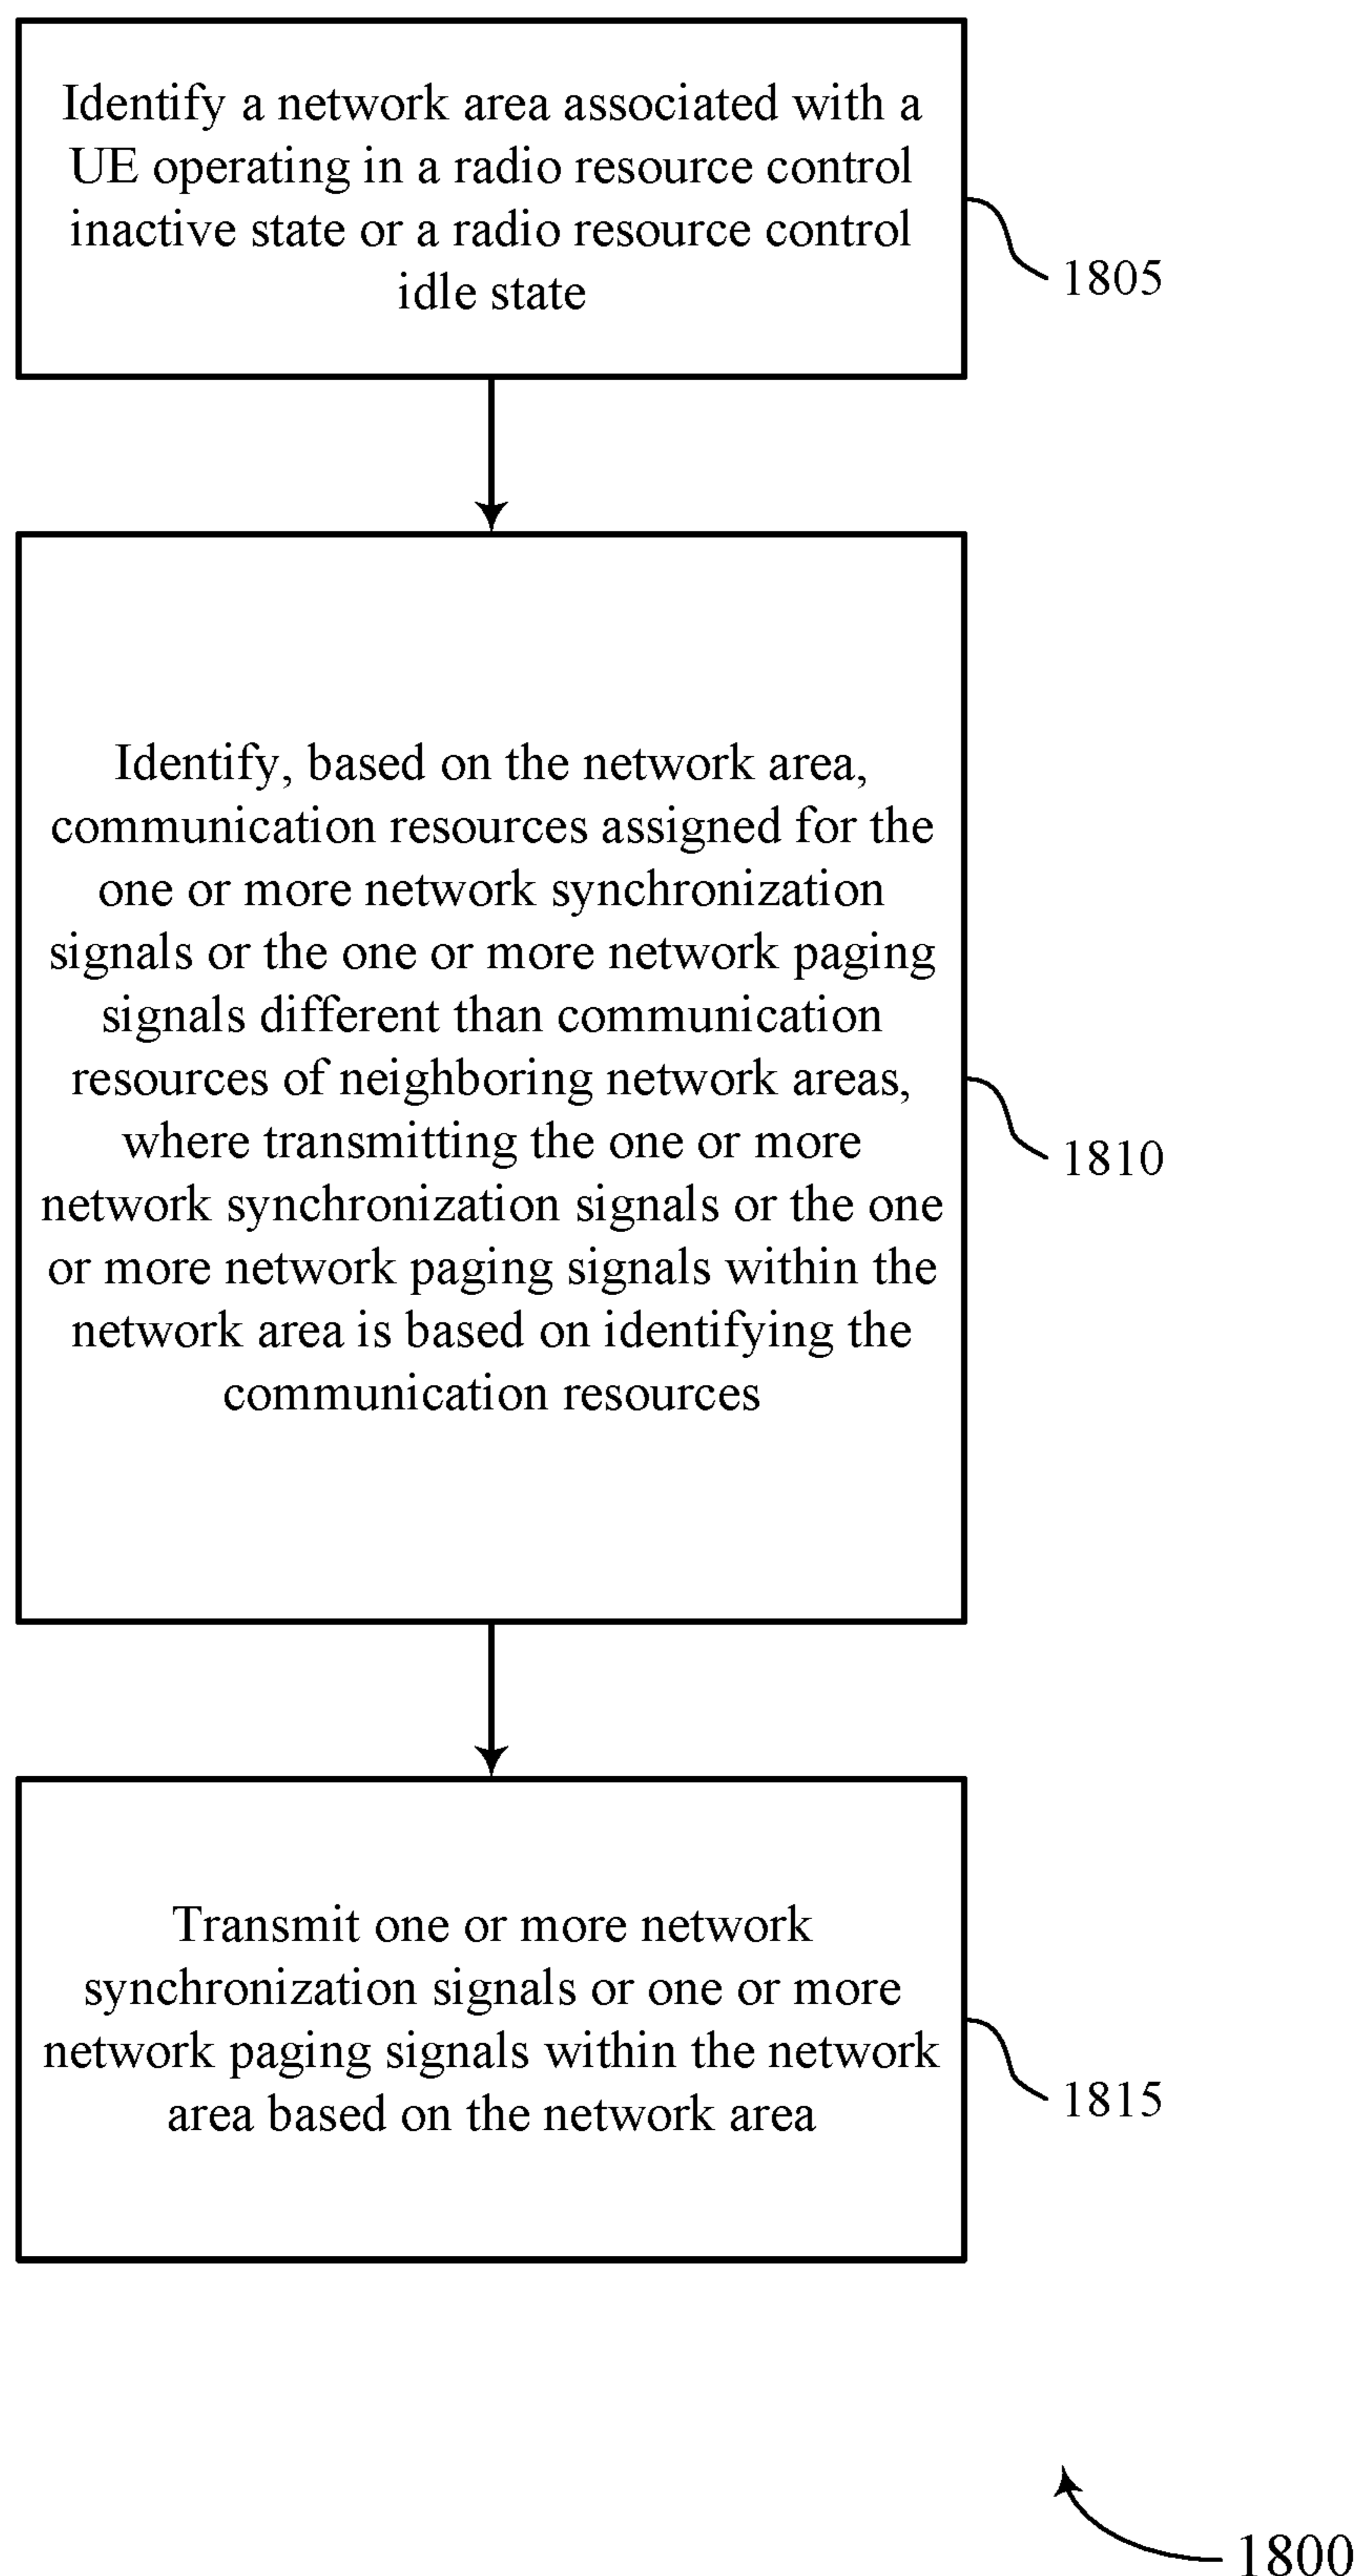 Identify a network area associated with a
UE operating in a radio resource control
inactive state or a radio resource control
idle state
1805
Identify, based on the network area,
communication resources assigned for the
one or more network synchronization
signals or the one or more network paging
signals different than communication
resources of neighboring network areas,
where transmitting the one or more
network synchronization signals or the one
or more network paging signals within the
network area is based on identifying the
communication resources
1810
Transmit one or more network
synchronization signals or one or more
network paging signals within the network
area based on the network area
1815
1800